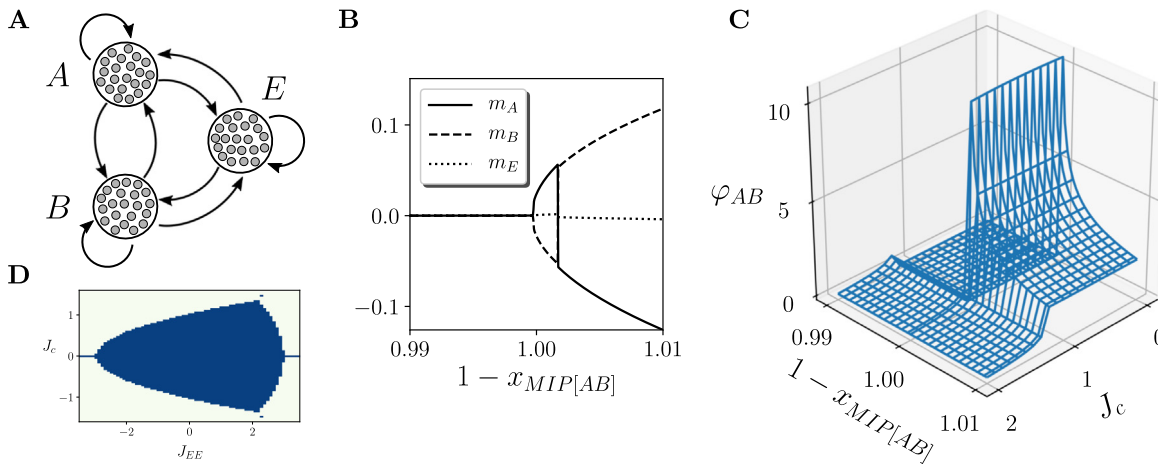 A
A
B
E
B
m_A
m_B
m_E
0.1
0.0
−0.1
0.99
1.00
1.01
1 − x_{MIP[AB]}
C
φ_{AB}
10
5
0
0.99
1.00
1.01
1 − x_{MIP[AB]}
2
1
J_c
D
J_c
1
0
−1
−2
0
2
J_{EE}